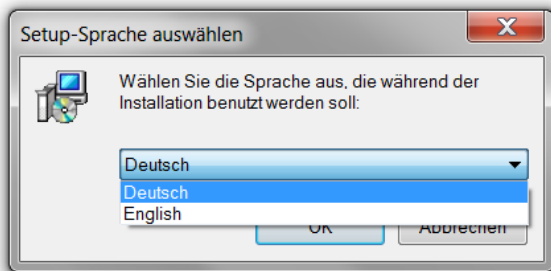 Setup-Sprache auswählen
Wählen Sie die Sprache aus, die während der
Installation benutzt werden soll:
Deutsch
Deutsch
English
OK
Abbrechen